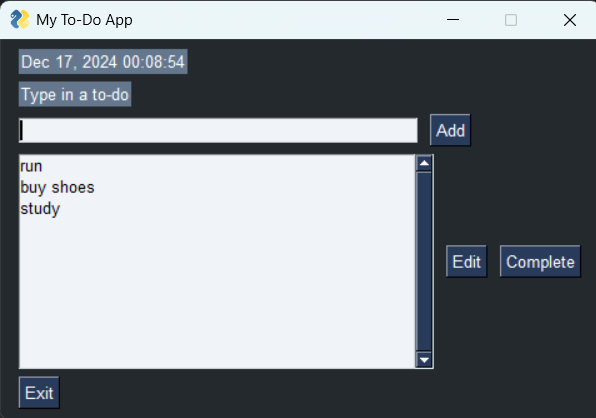 My To-Do App
Dec 17, 2024 00:08:54
Type in a to-do
Add
run
buy shoes
study
Edit Complete
Exit